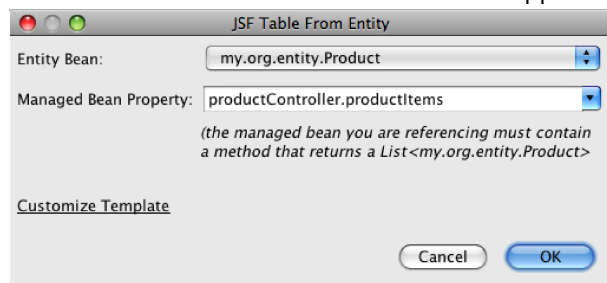 JSF Table From Entity
Entity Bean: my.org.entity.Product
Managed Bean Property: productController.productItems
(the managed bean you are referencing must contain
a method that returns a List<my.org.entity.Product>
Customize Template
Cancel OK